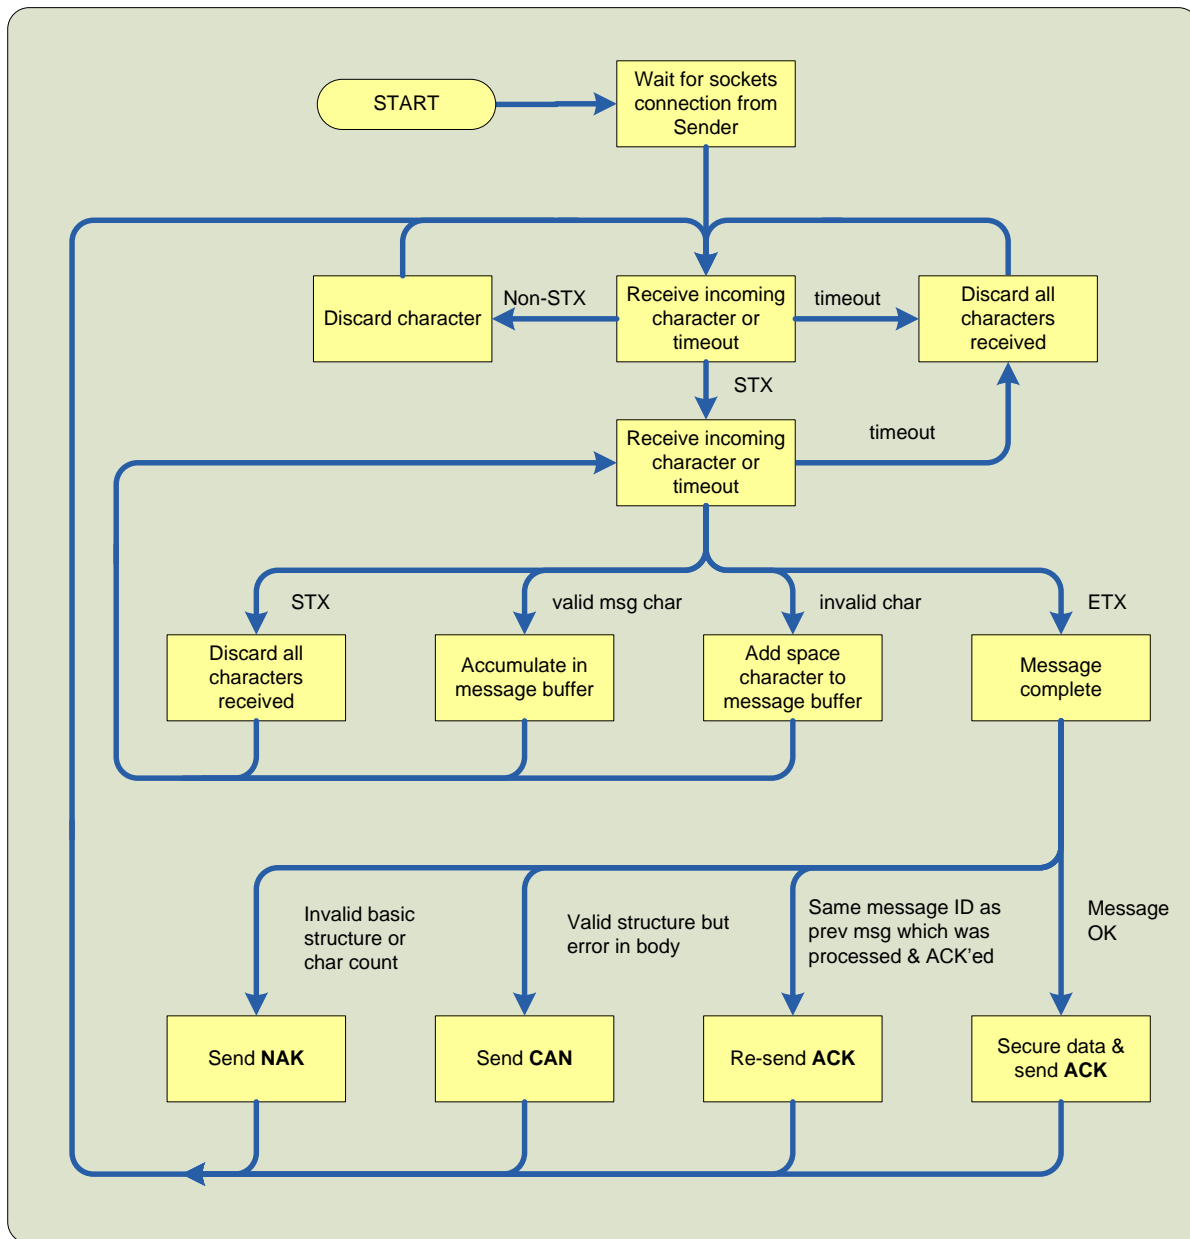 START
Wait for sockets
connection from
Sender
Discard character
Non-STX
Receive incoming
character or
timeout
timeout
Discard all
characters
received
STX
Receive incoming
character or
timeout
timeout
STX
valid msg char
invalid char
ETX
Discard all
characters
received
Accumulate in
message buffer
Add space
character to
message buffer
Message
complete
Invalid basic
structure or
char count
Valid structure but
error in body
Same message ID as
prev msg which was
processed & ACK'ed
Message
OK
Send NAK
Send CAN
Re-send ACK
Secure data &
send ACK